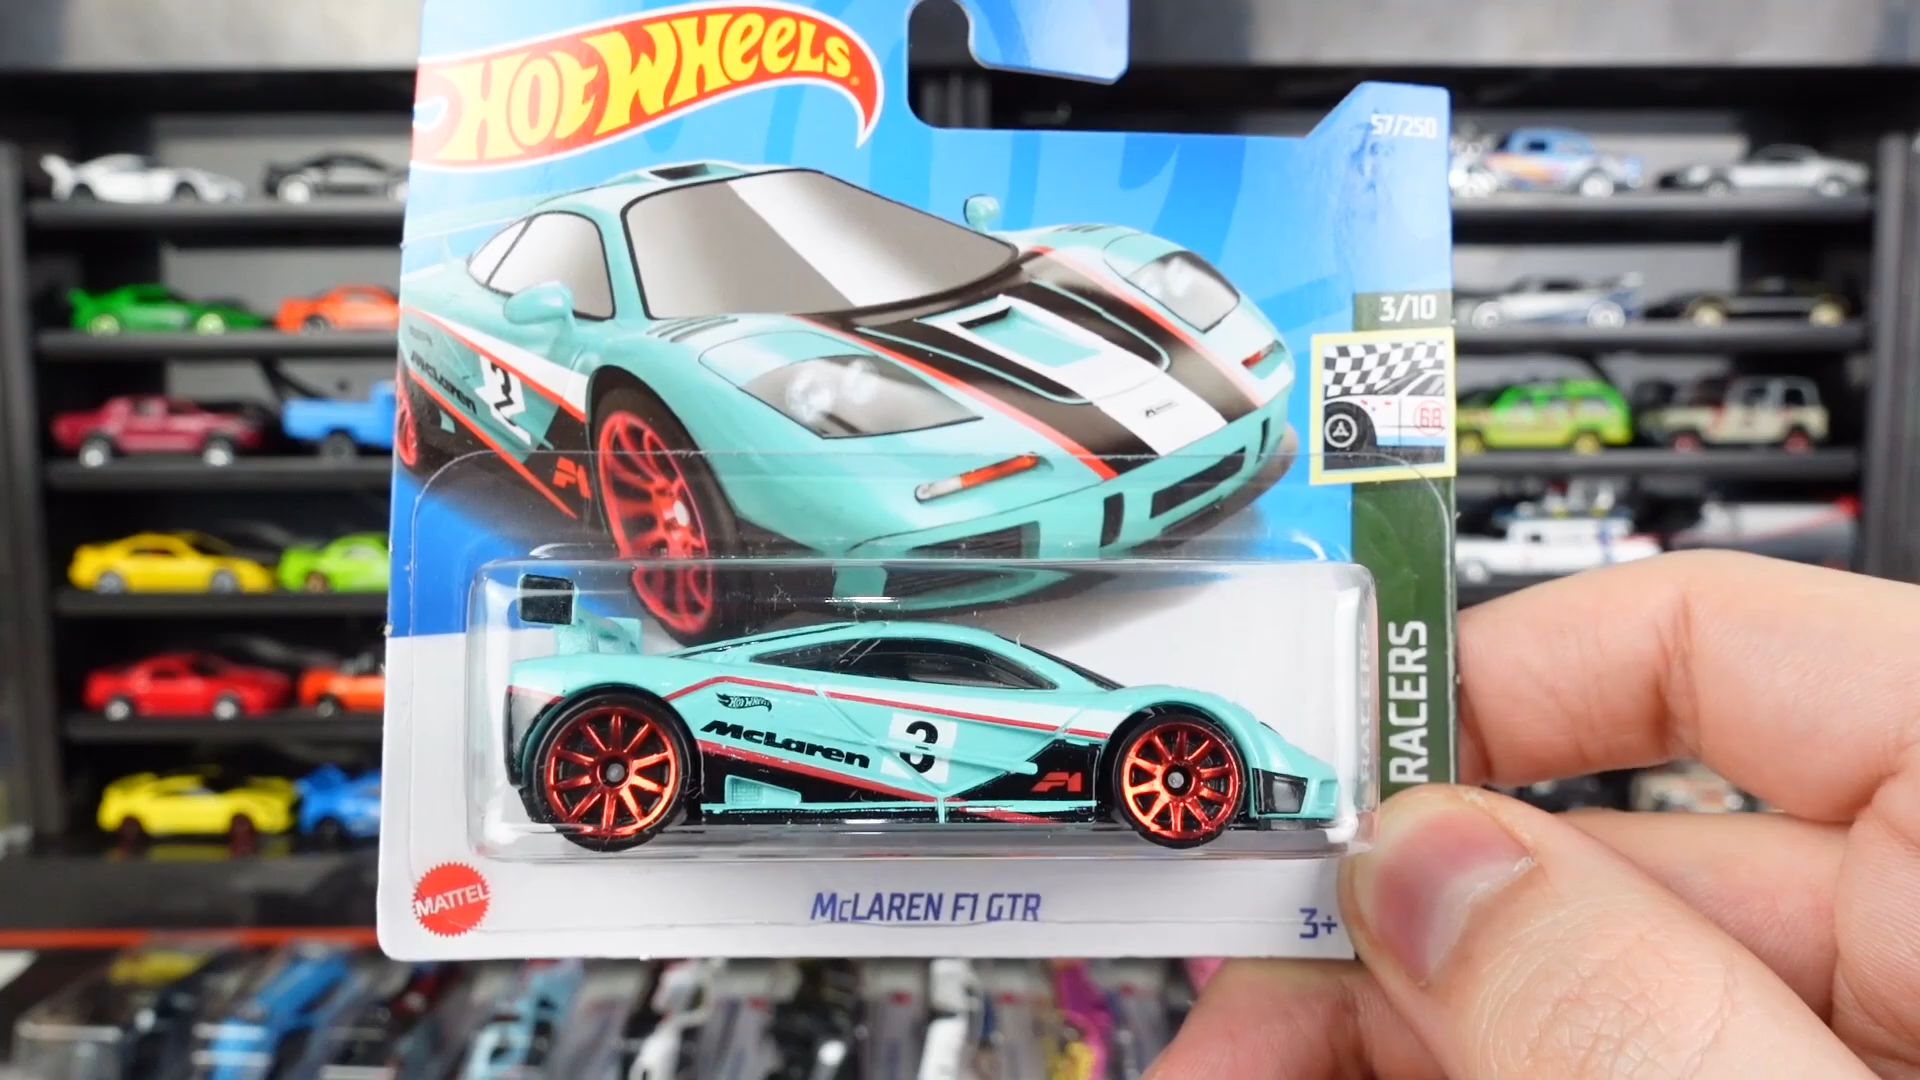 HOT WHEELS
57/250
3/10
68
McLaren
3
F1
RACERS
Hot Wheels
McLaren
3
F1
MATTEL
McLAREN F1 GTR
3+